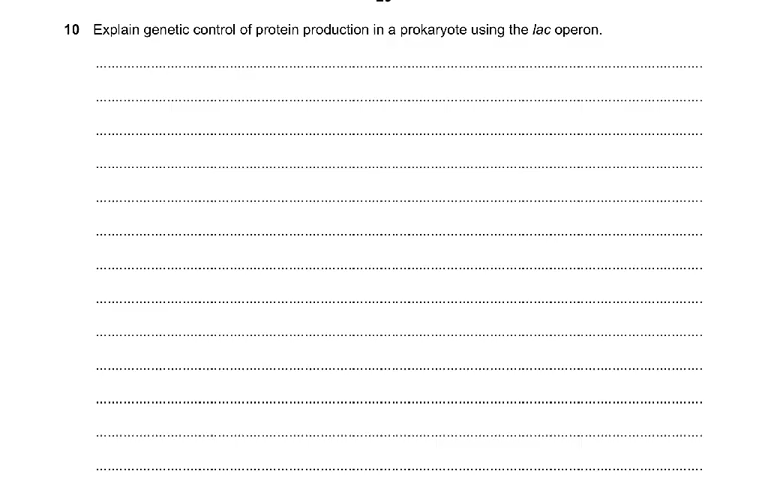 10 Explain genetic control of protein production in a prokaryote using the lac operon.